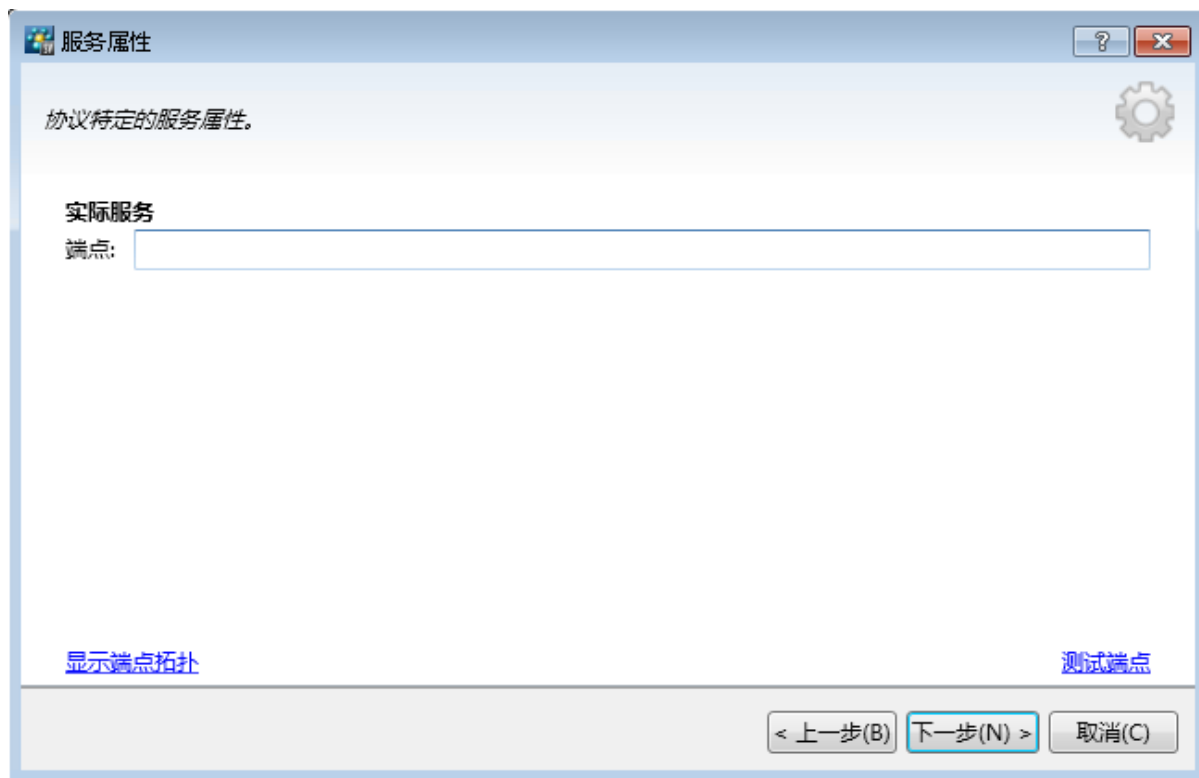 服务属性
协议特定的服务属性。
实际服务
端点:
显示端点拓扑 测试端点
< 上一步(B) 下一步(N) > 取消(C)